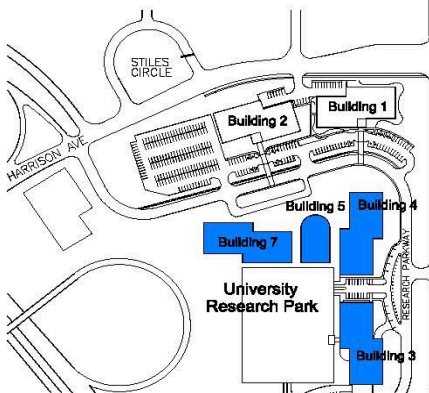 STILES
CIRCLE
Building 1
Building 2
HARRISON AVE
Building 5
Building 4
Building 7
RESEARCH PARKWAY
University
Research Park
Building 3